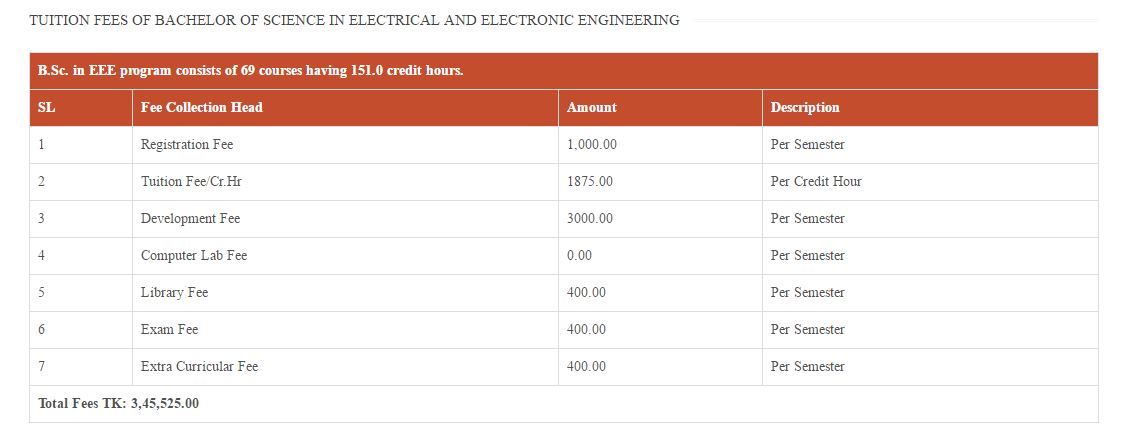 TUITION FEES OF BACHELOR OF SCIENCE IN ELECTRICAL AND ELECTRONIC ENGINEERING
B.Sc. in EEE program consists of 69 courses having 151.0 credit hours.
SL Fee Collection Head Amount Description
1 Registration Fee 1,000.00 Per Semester
2 Tuition Fee/Cr.Hr 1875.00 Per Credit Hour
3 Development Fee 3000.00 Per Semester
4 Computer Lab Fee 0.00 Per Semester
5 Library Fee 400.00 Per Semester
6 Exam Fee 400.00 Per Semester
7 Extra Curricular Fee 400.00 Per Semester
Total Fees TK: 3,45,525.00